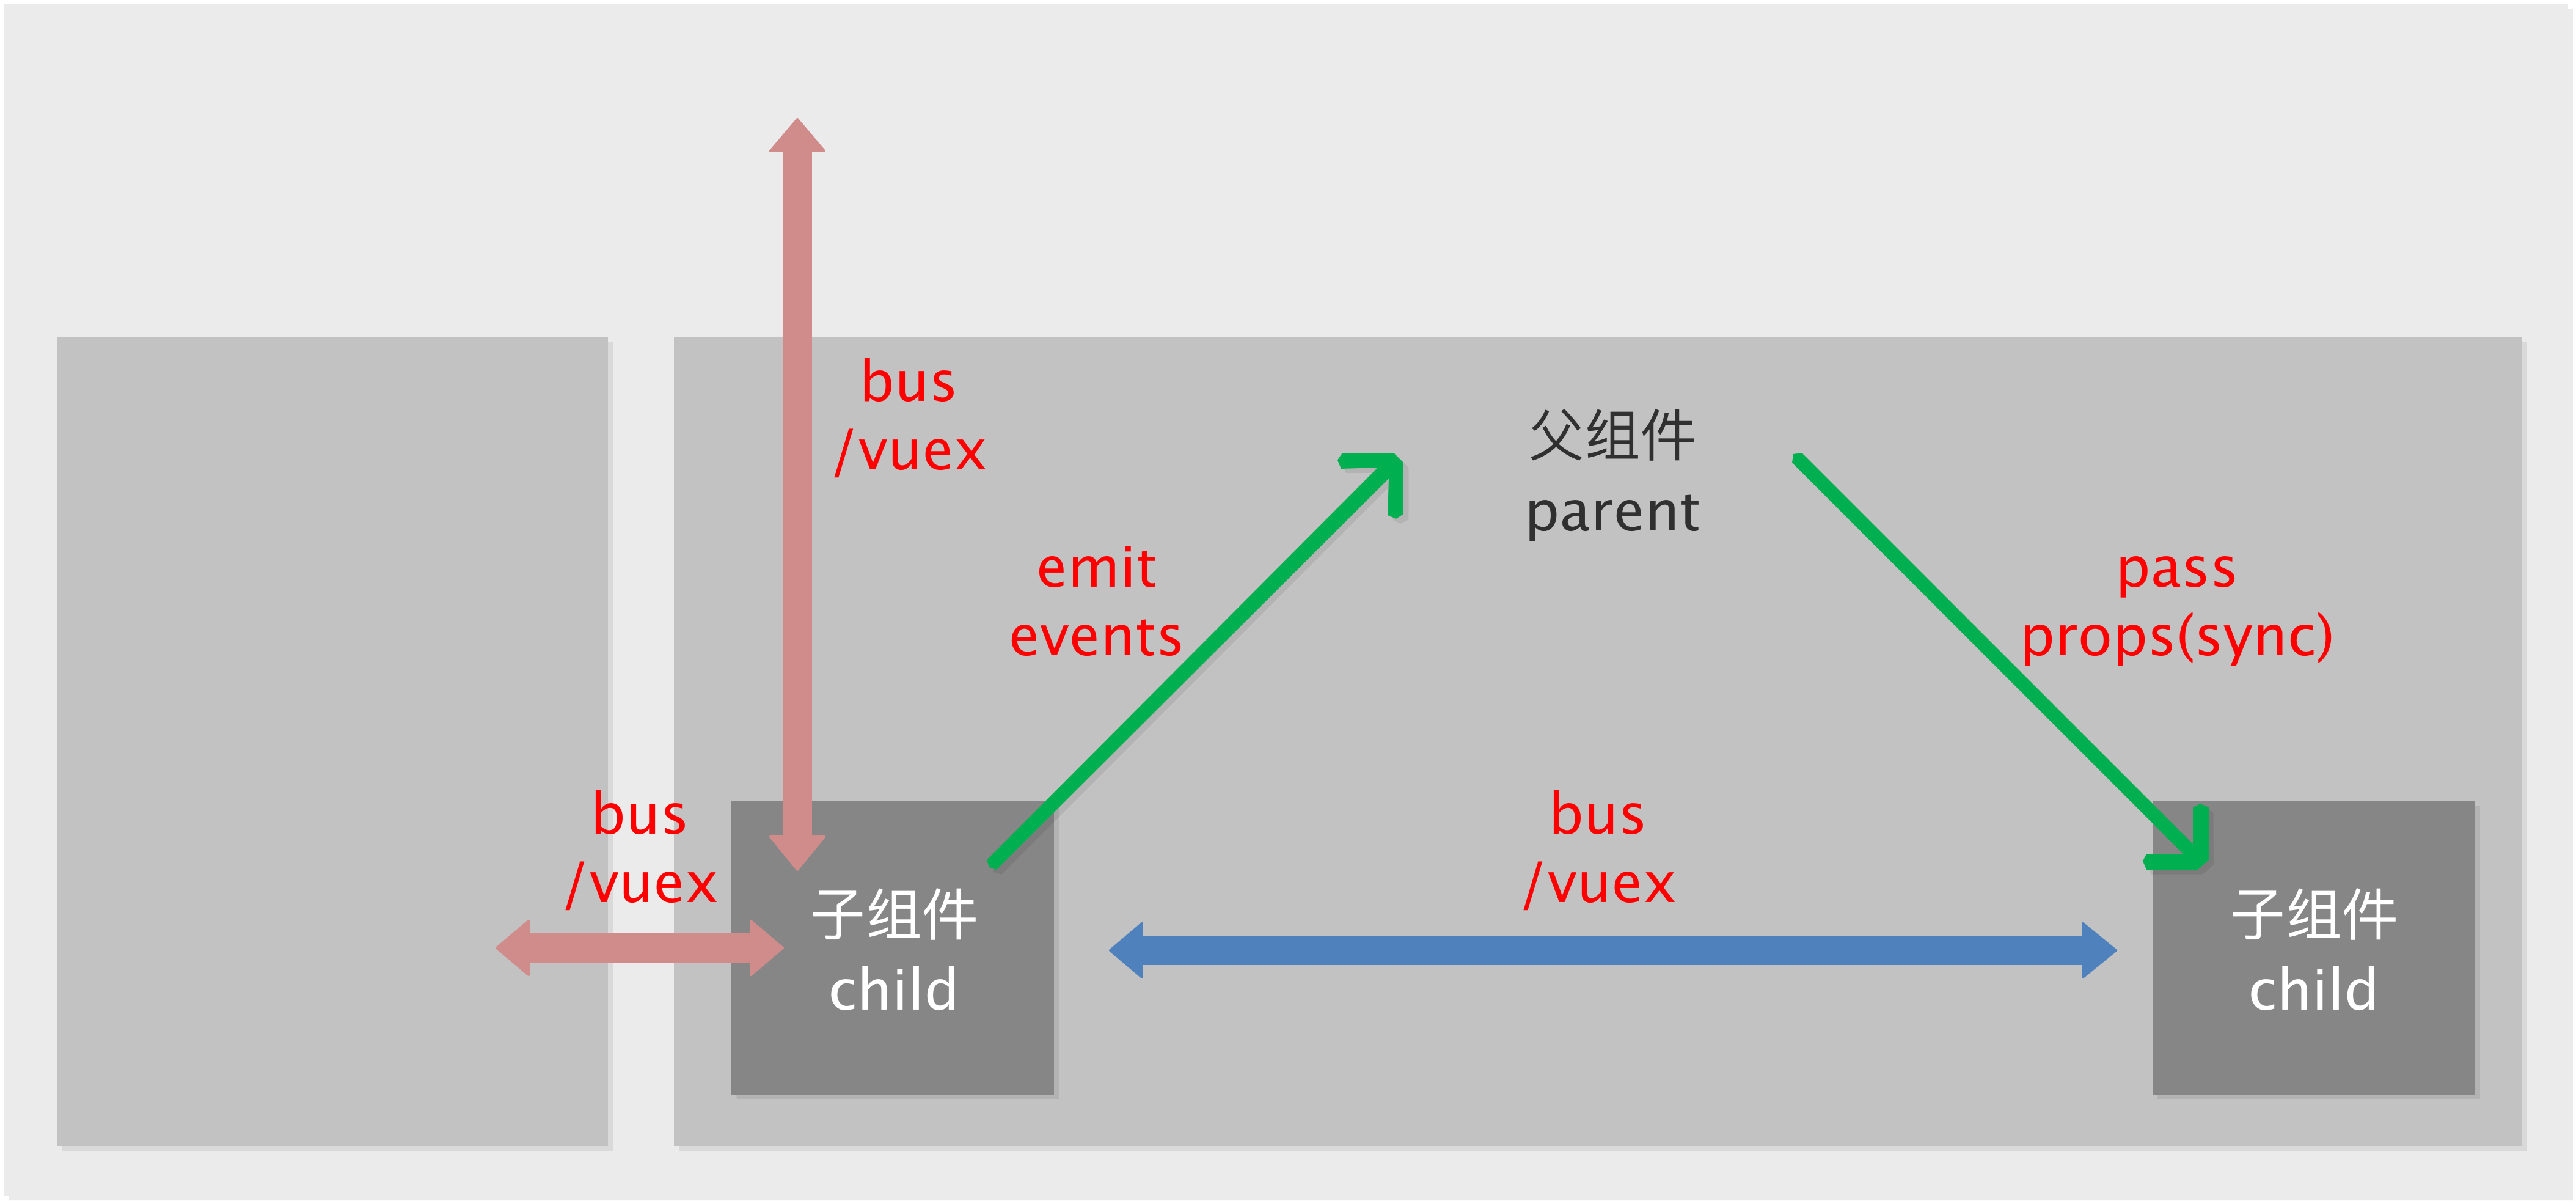 bus
/vuex
父组件
parent
emit
events
pass
props(sync)
bus
/vuex
bus
/vuex
子组件
child
子组件
child